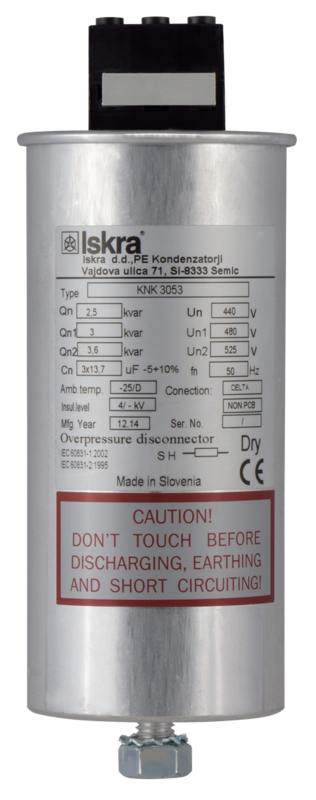 Iskra®
Iskra d.d.,PE Kondenzatorji
Vajdova ulica 71, SI-8333 Semic
Type KNK 3053
Qn 2,5 kvar Un 440 V
Qn1 3 kvar Un1 480 V
Qn2 3,6 kvar Un2 525 V
Cn 3x13,7 uF -5+10% fn 50 Hz
Amb.temp. -25/D Conection: DELTA
Insul.level 4/ - kV NON PCB
Mfg. Year 12,14 Ser. No. /
Overpressure disconnector Dry
IEC 60831-1:2002 SH
IEC 60831-2:1995 CE
Made in Slovenia
CAUTION!
DON'T TOUCH BEFORE
DISCHARGING, EARTHING
AND SHORT CIRCUITING!